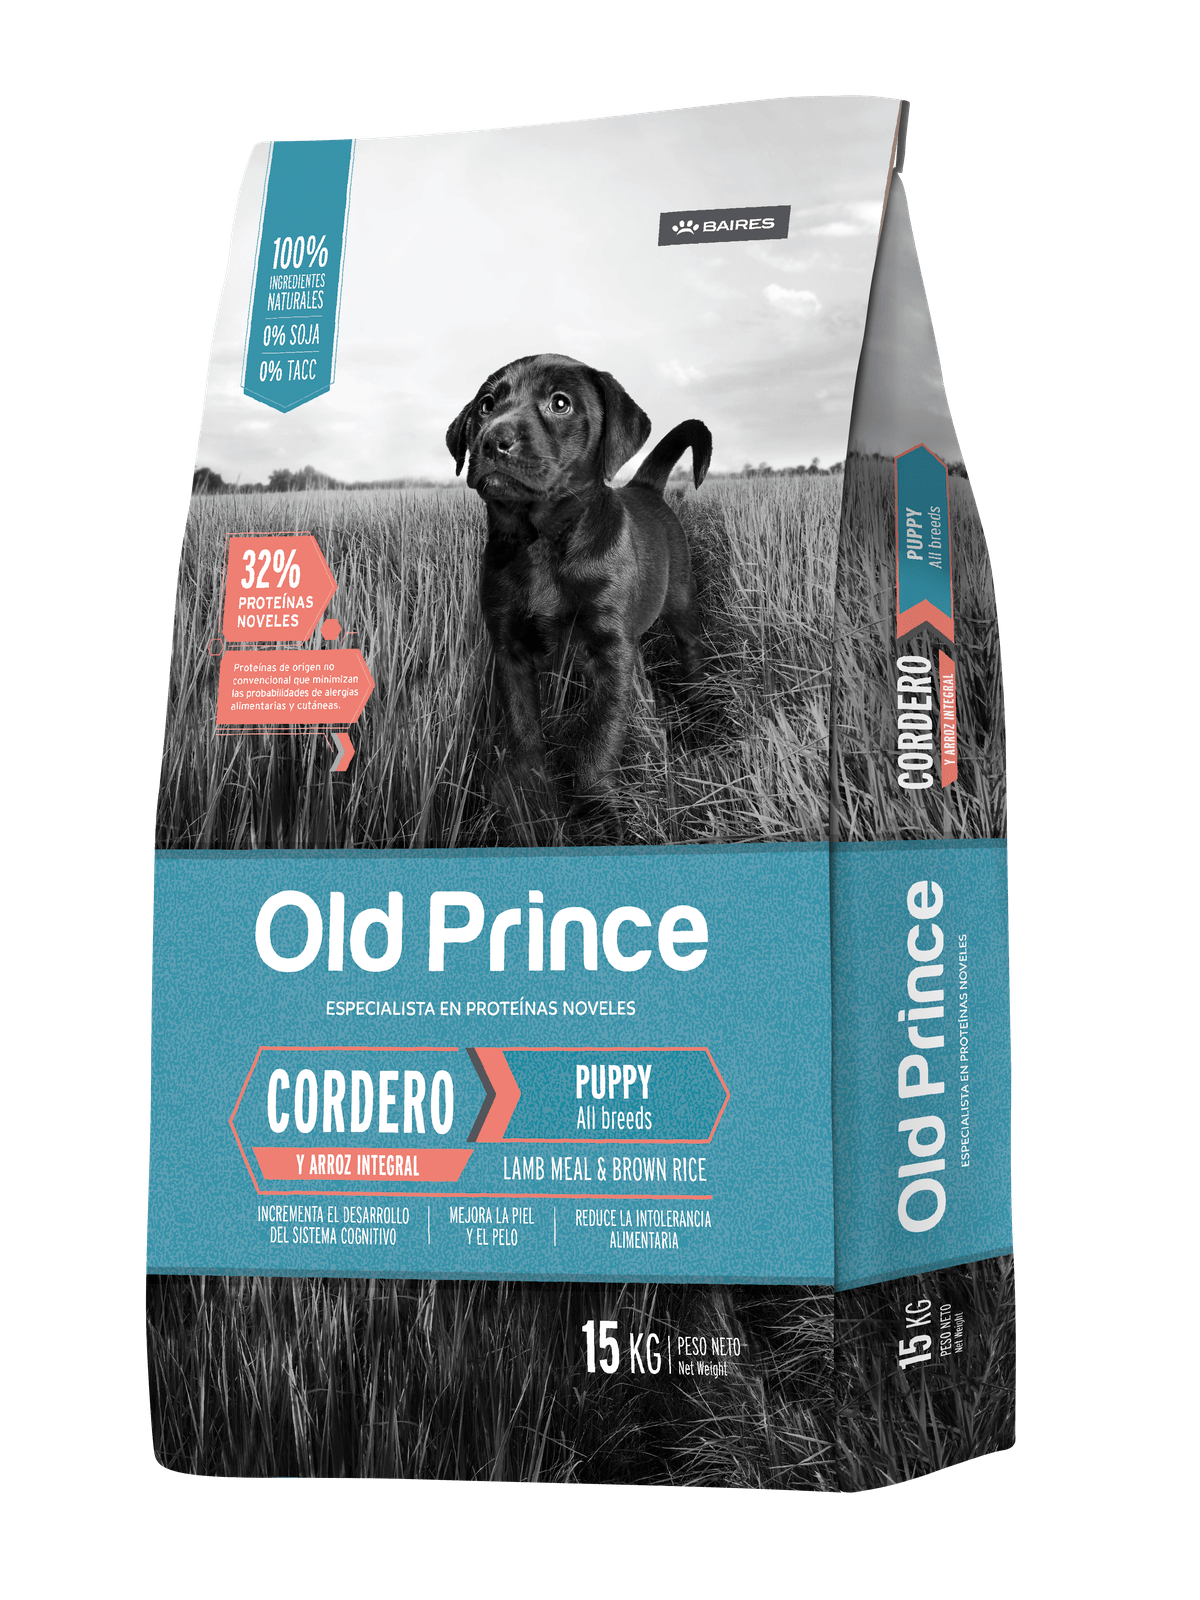 100%
INGREDIENTES
NATURALES
0% SOJA
0% TACC
BAIRES
32%
PROTEÍNAS
NOVELES
Proteínas de origen no
convencional que minimizan
las probabilidades de alergias
alimentarias y cutáneas.
Old Prince
ESPECIALISTA EN PROTEÍNAS NOVELES
CORDERO
Y ARROZ INTEGRAL
PUPPY
All breeds
LAMB MEAL & BROWN RICE
INCREMENTA EL DESARROLLO
DEL SISTEMA COGNITIVO
MEJORA LA PIEL
Y EL PELO
REDUCE LA INTOLERANCIA
ALIMENTARIA
15 KG
PESO NETO
Net Weight
PUPPY
All breeds
CORDERO
Y ARROZ INTEGRAL
Old Prince
ESPECIALISTA EN PROTEÍNAS NOVELES
15 KG
PESO NETO
Net Weight